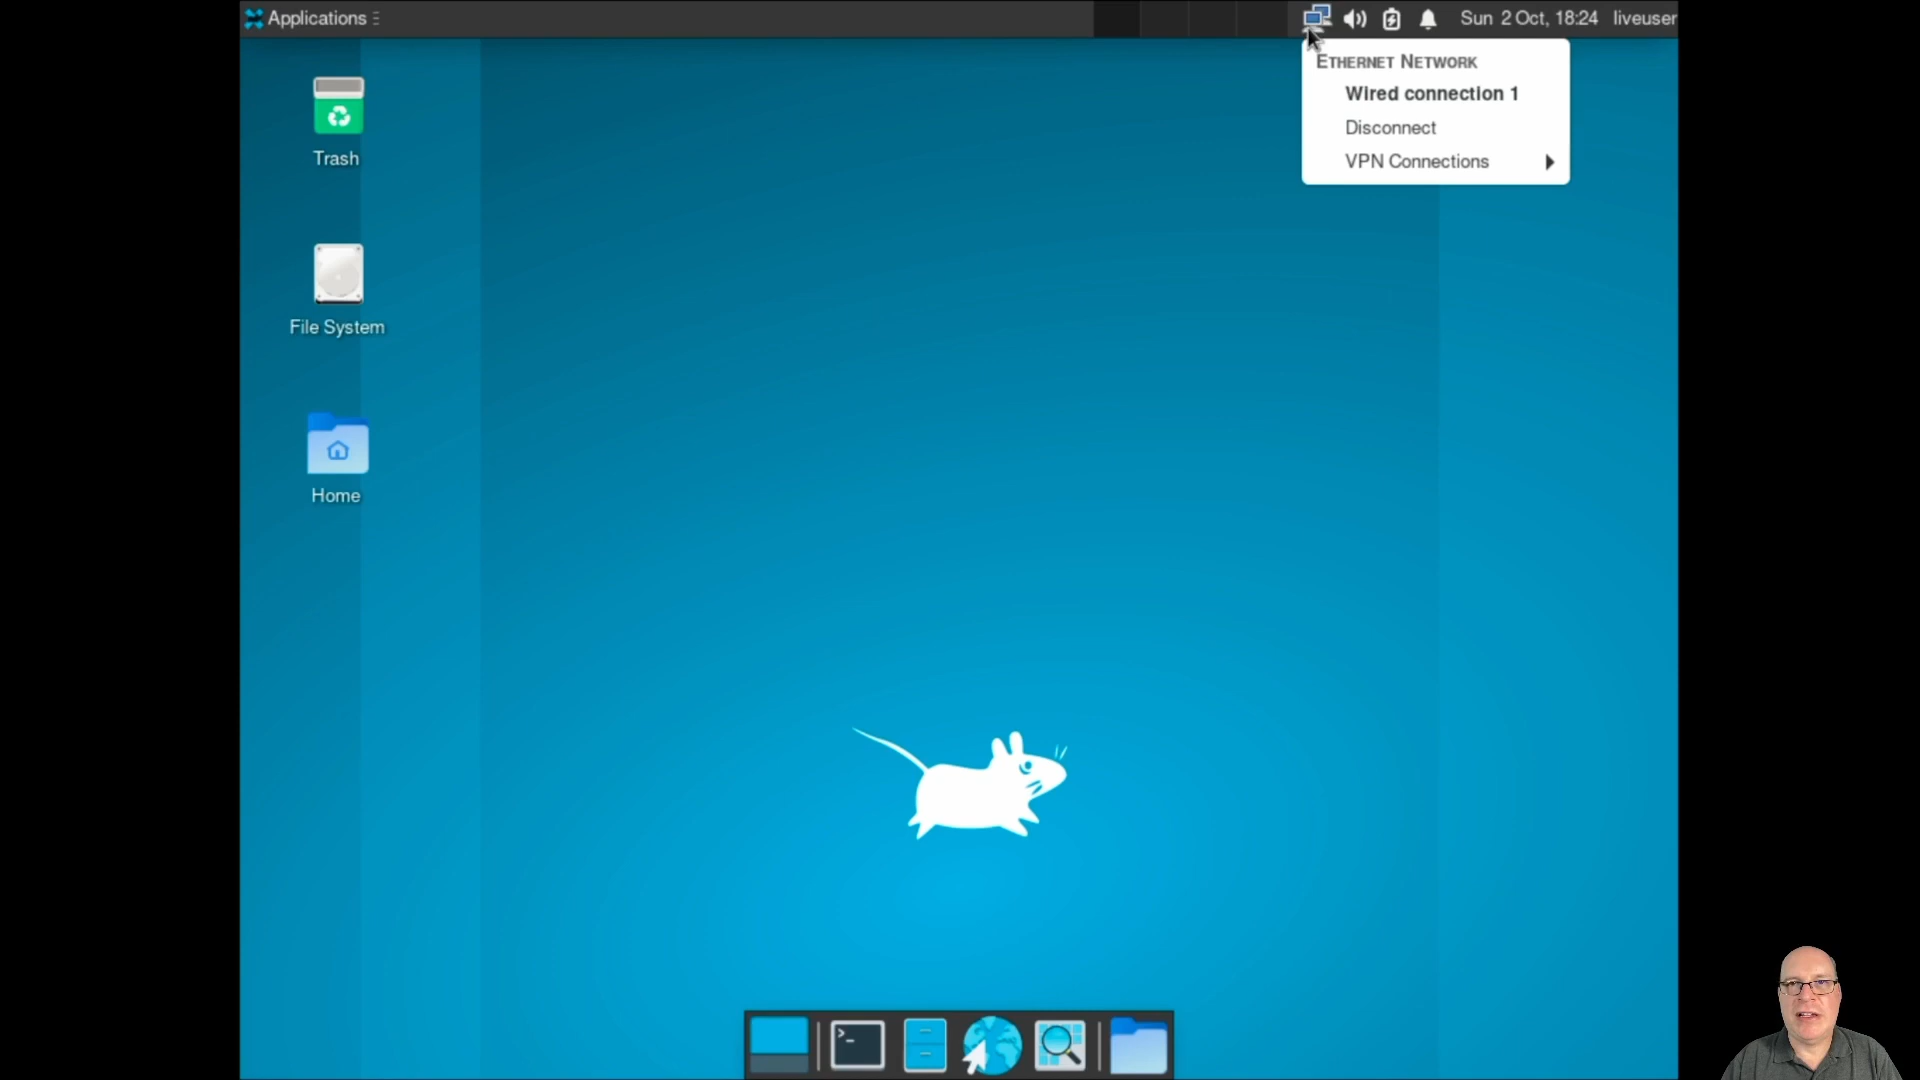 Applications
Sun 2 Oct, 18:24 liveuser
Ethernet Network
Wired connection 1
Disconnect
VPN Connections
Trash
File System
Home
>_